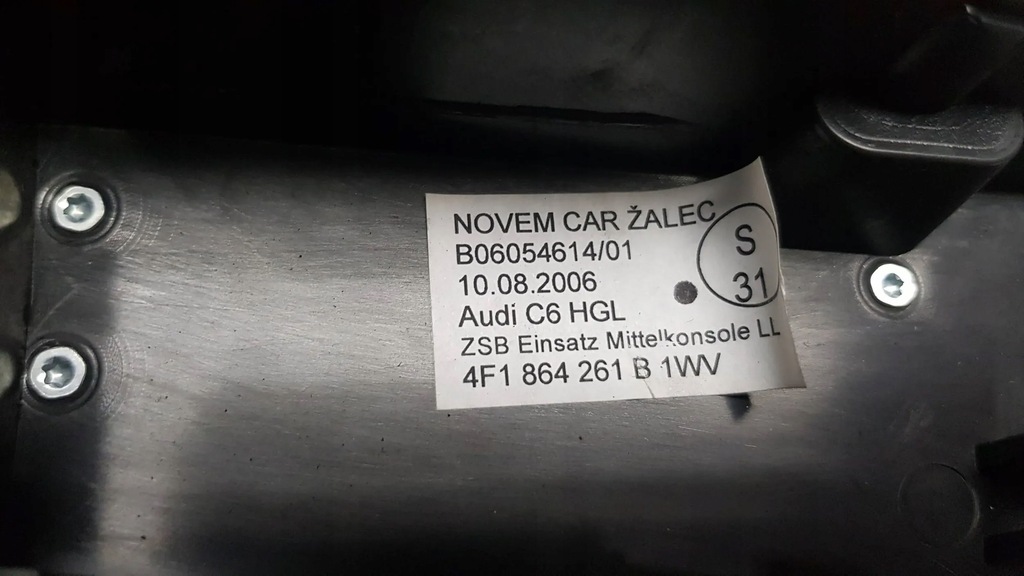 NOVEM CAR ŽALEC
B06054614/01
10.08.2006
Audi C6 HGL
ZSB Einsatz Mittelkonsole LL
4F1 864 261 B 1WV
S
31